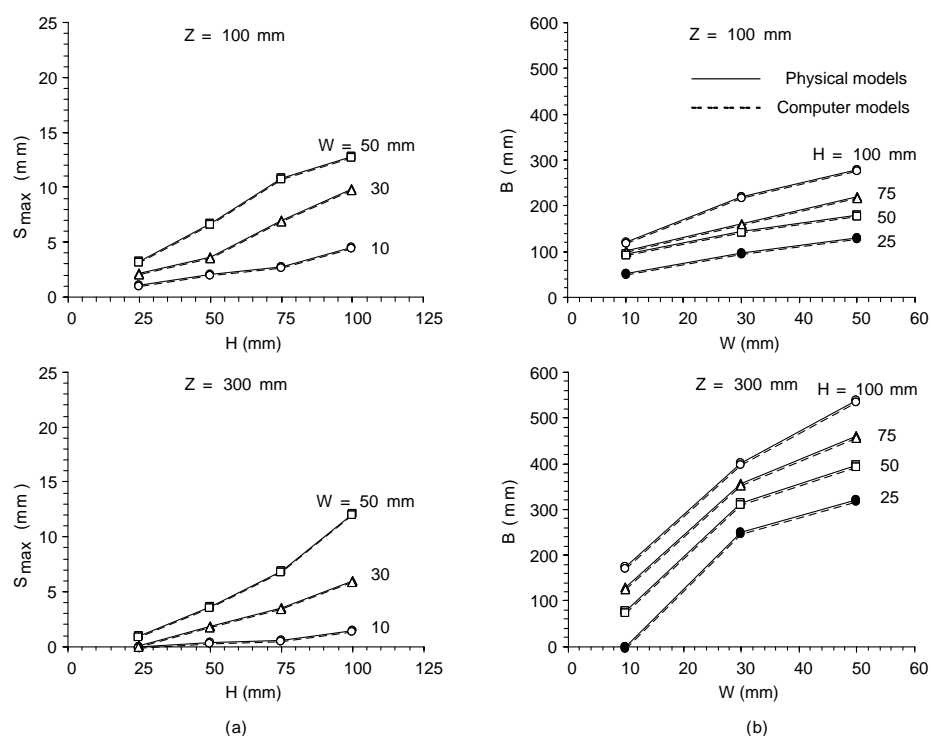 Z = 100 mm
25
20
15
10
5
0
S max (mm)
W = 50 mm
30
10
0 25 50 75 100 125
H (mm)
Z = 100 mm
Physical models
Computer models
600
500
400
300
200
100
0
B (mm)
H = 100 mm
75
50
25
0 10 20 30 40 50 60
W (mm)
Z = 300 mm
25
20
15
10
5
0
S max (mm)
W = 50 mm
30
10
0 25 50 75 100 125
H (mm)
(a)
Z = 300 mm
600
500
400
300
200
100
0
B (mm)
H = 100 mm
75
50
25
0 10 20 30 40 50 60
W (mm)
(b)